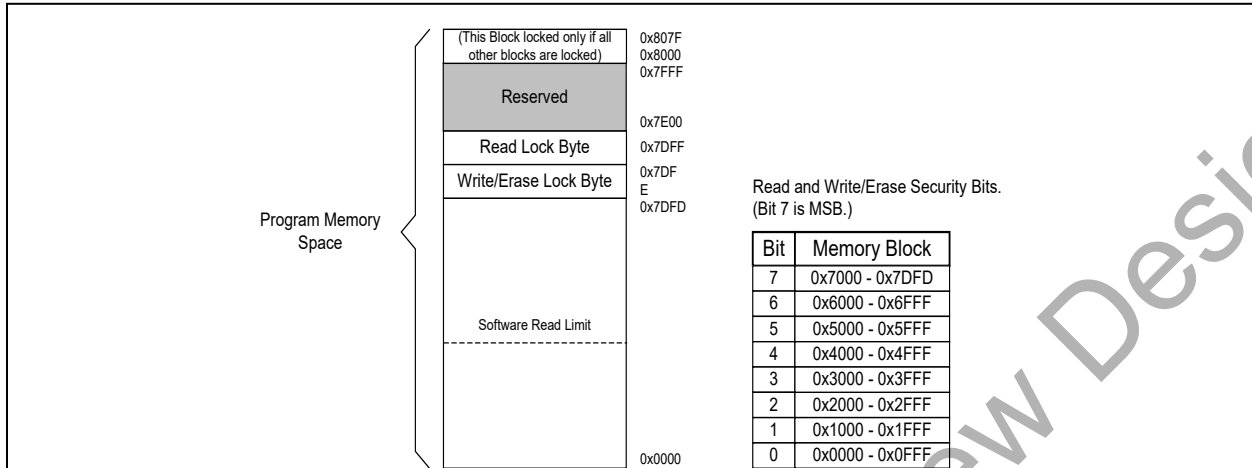 (This Block locked only if all
other blocks are locked)
0x807F
0x8000
0x7FFF
Reserved
0x7E00
Read Lock Byte
0x7DFF
Write/Erase Lock Byte
0x7DF
E
0x7DFD
Program Memory
Space
Software Read Limit
0x0000
Read and Write/Erase Security Bits.
(Bit 7 is MSB.)
Bit Memory Block
7 0x7000 - 0x7DFD
6 0x6000 - 0x6FFF
5 0x5000 - 0x5FFF
4 0x4000 - 0x4FFF
3 0x3000 - 0x3FFF
2 0x2000 - 0x2FFF
1 0x1000 - 0x1FFF
0 0x0000 - 0x0FFF